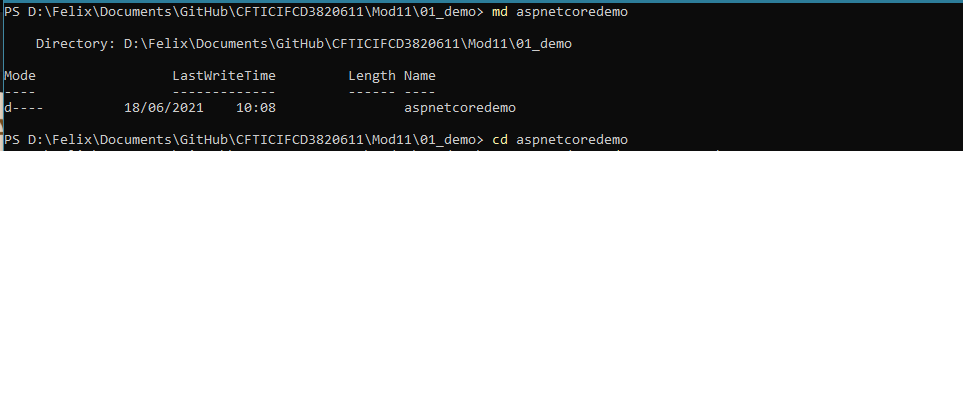 PS D:\Felix\Documents\GitHub\CFTICIFCD3820611\Mod11\01_demo> md aspnetcoredemo
Directory: D:\Felix\Documents\GitHub\CFTICIFCD3820611\Mod11\01_demo
Mode LastWriteTime Length Name
---- ------------- ------ ----
d---- 18/06/2021 10:08 aspnetcoredemo
PS D:\Felix\Documents\GitHub\CFTICIFCD3820611\Mod11\01_demo> cd aspnetcoredemo